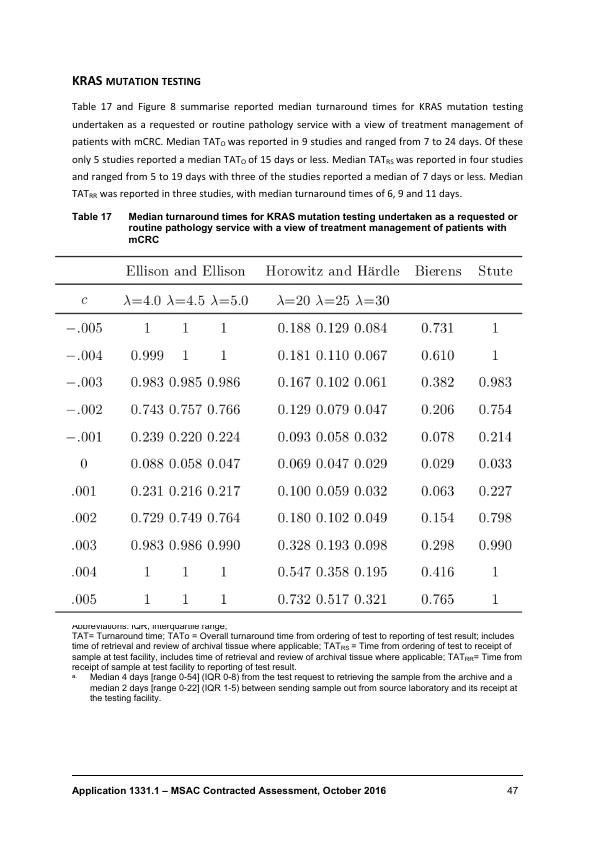 KRAS MUTATION TESTING
Table 17 and Figure 8 summarise reported median turnaround times for KRAS mutation testing
undertaken as a requested or routine pathology service with a view of treatment management of
patients with mCRC. Median TATO was reported in 9 studies and ranged from 7 to 24 days. Of these
only 5 studies reported a median TATO of 15 days or less. Median TATRS was reported in four studies
and ranged from 5 to 19 days with three of the studies reported a median of 7 days or less. Median
TATRR was reported in three studies, with median turnaround times of 6, 9 and 11 days.
Table 17 Median turnaround times for KRAS mutation testing undertaken as a requested or
routine pathology service with a view of treatment management of patients with
mCRC
Ellison and Ellison Horowitz and Härdle Bierens Stute
c λ=4.0 λ=4.5 λ=5.0 λ=20 λ=25 λ=30
−.005 1 1 1 0.188 0.129 0.084 0.731 1
−.004 0.999 1 1 0.181 0.110 0.067 0.610 1
−.003 0.983 0.985 0.986 0.167 0.102 0.061 0.382 0.983
−.002 0.743 0.757 0.766 0.129 0.079 0.047 0.206 0.754
−.001 0.239 0.220 0.224 0.093 0.058 0.032 0.078 0.214
0 0.088 0.058 0.047 0.069 0.047 0.029 0.029 0.033
.001 0.231 0.216 0.217 0.100 0.059 0.032 0.063 0.227
.002 0.729 0.749 0.764 0.180 0.102 0.049 0.154 0.798
.003 0.983 0.986 0.990 0.328 0.193 0.098 0.298 0.990
.004 1 1 1 0.547 0.358 0.195 0.416 1
.005 1 1 1 0.732 0.517 0.321 0.765 1
Abbreviations: IQR, interquartile range;
TAT= Turnaround time; TATo = Overall turnaround time from ordering of test to reporting of test result; includes
time of retrieval and review of archival tissue where applicable; TATRS = Time from ordering of test to receipt of
sample at test facility, includes time of retrieval and review of archival tissue where applicable; TATRR= Time from
receipt of sample at test facility to reporting of test result.
a. Median 4 days [range 0-54] (IQR 0-8) from the test request to retrieving the sample from the archive and a
median 2 days [range 0-22] (IQR 1-5) between sending sample out from source laboratory and its receipt at
the testing facility.
Application 1331.1 – MSAC Contracted Assessment, October 2016 47